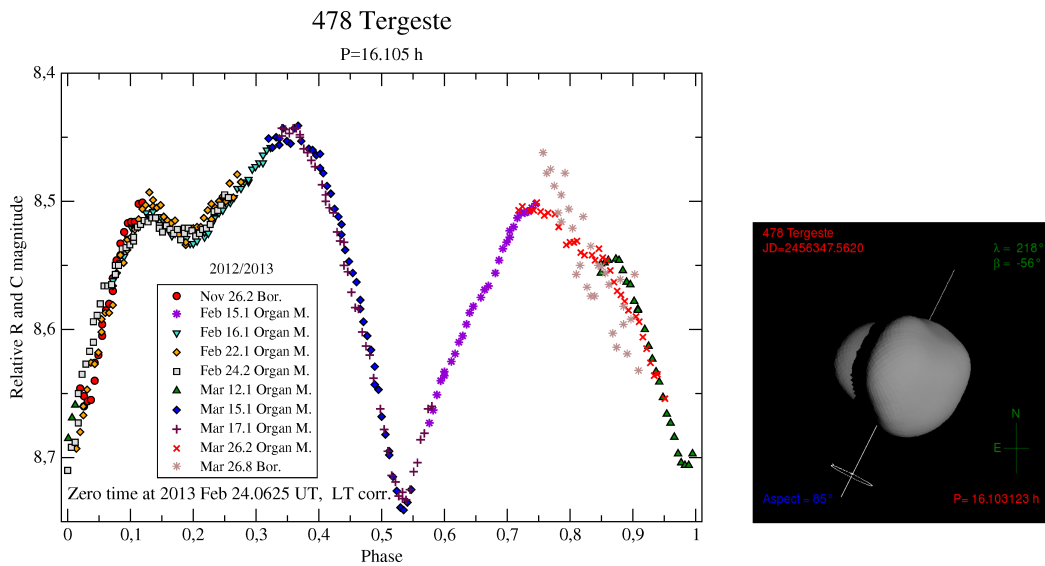 478 Tergeste
P=16.105 h
8,4
8,5
8,6
8,7
Relative R and C magnitude
2012/2013
Nov 26.2 Bor.
Feb 15.1 Organ M.
Feb 16.1 Organ M.
Feb 22.1 Organ M.
Feb 24.2 Organ M.
Mar 12.1 Organ M.
Mar 15.1 Organ M.
Mar 17.1 Organ M.
Mar 26.2 Organ M.
Mar 26.8 Bor.
Zero time at 2013 Feb 24.0625 UT, LT corr.
0 0,1 0,2 0,3 0,4 0,5 0,6 0,7 0,8 0,9 1
Phase
478 Tergeste
JD=2456347.5620
λ = 218°
β = -56°
N
E
Aspect = 65°
P= 16.103123 h